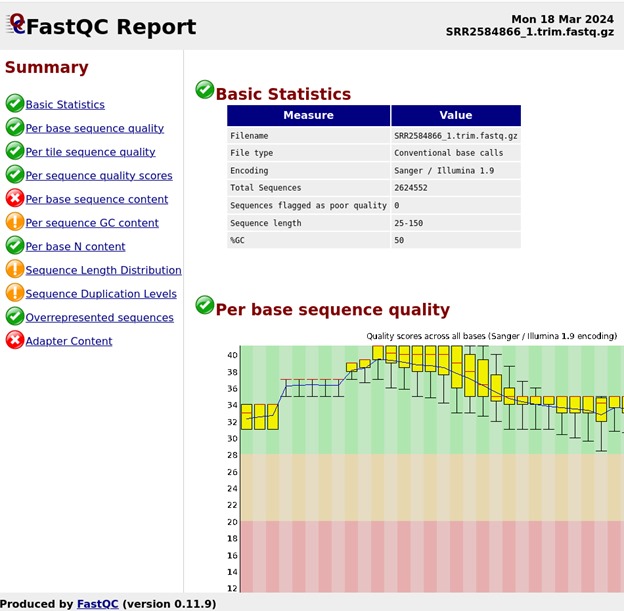 FastQC Report
Mon 18 Mar 2024
SRR2584866_1.trim.fastq.gz
Summary
Basic Statistics
Per base sequence quality
Per tile sequence quality
Per sequence quality scores
Per base sequence content
Per sequence GC content
Per base N content
Sequence Length Distribution
Sequence Duplication Levels
Overrepresented sequences
Adapter Content
Basic Statistics
Measure Value
Filename SRR2584866_1.trim.fastq.gz
File type Conventional base calls
Encoding Sanger / Illumina 1.9
Total Sequences 2624552
Sequences flagged as poor quality 0
Sequence length 25-150
%GC 50
Per base sequence quality
Quality scores across all bases (Sanger / Illumina 1.9 encoding)
40
38
36
34
32
30
28
26
24
22
20
18
16
14
12
Produced by FastQC (version 0.11.9)